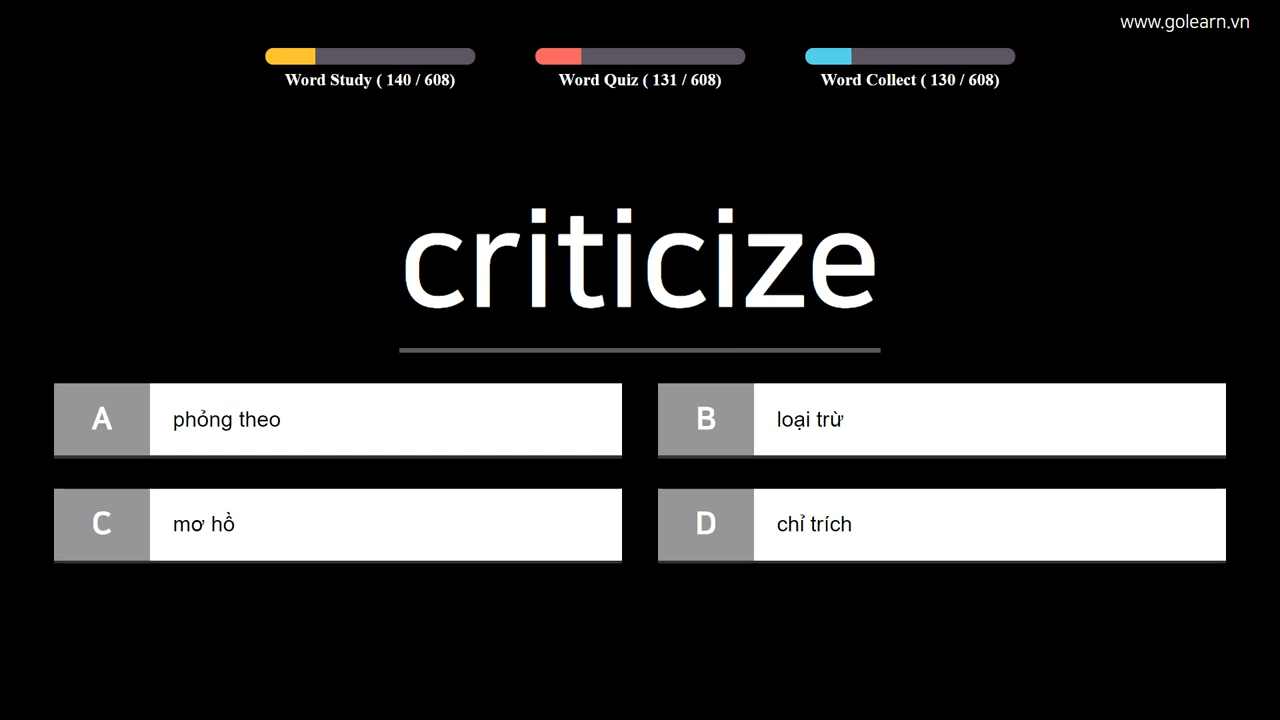 www.golearn.vn
Word Study ( 140 / 608)
Word Quiz ( 131 / 608)
Word Collect ( 130 / 608)
criticize
A phỏng theo
B loại trừ
C mơ hồ
D chỉ trích